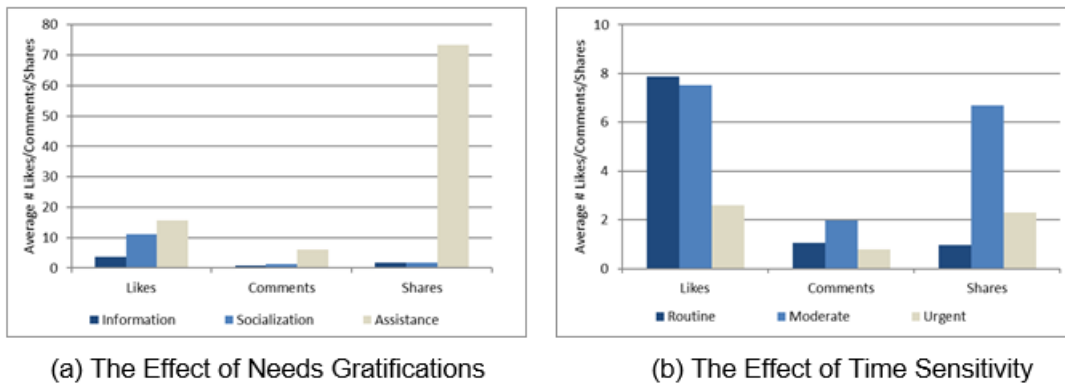 Average # Likes/Comments/Shares
80
70
60
50
40
30
20
10
0
Likes Comments Shares
Information Socialization Assistance
(a) The Effect of Needs Gratifications
Average # Likes/Comments/Shares
10
8
6
4
2
0
Likes Comments Shares
Routine Moderate Urgent
(b) The Effect of Time Sensitivity